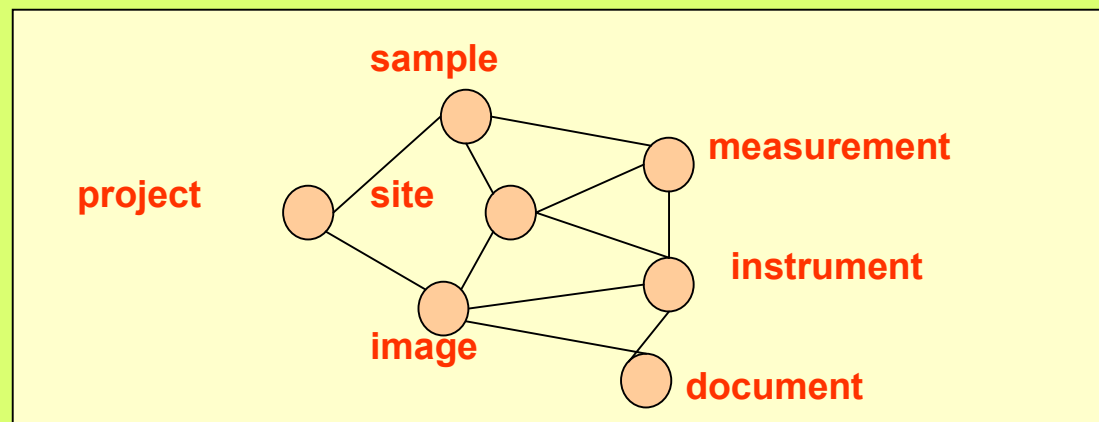 sample
measurement
project
site
instrument
image
document